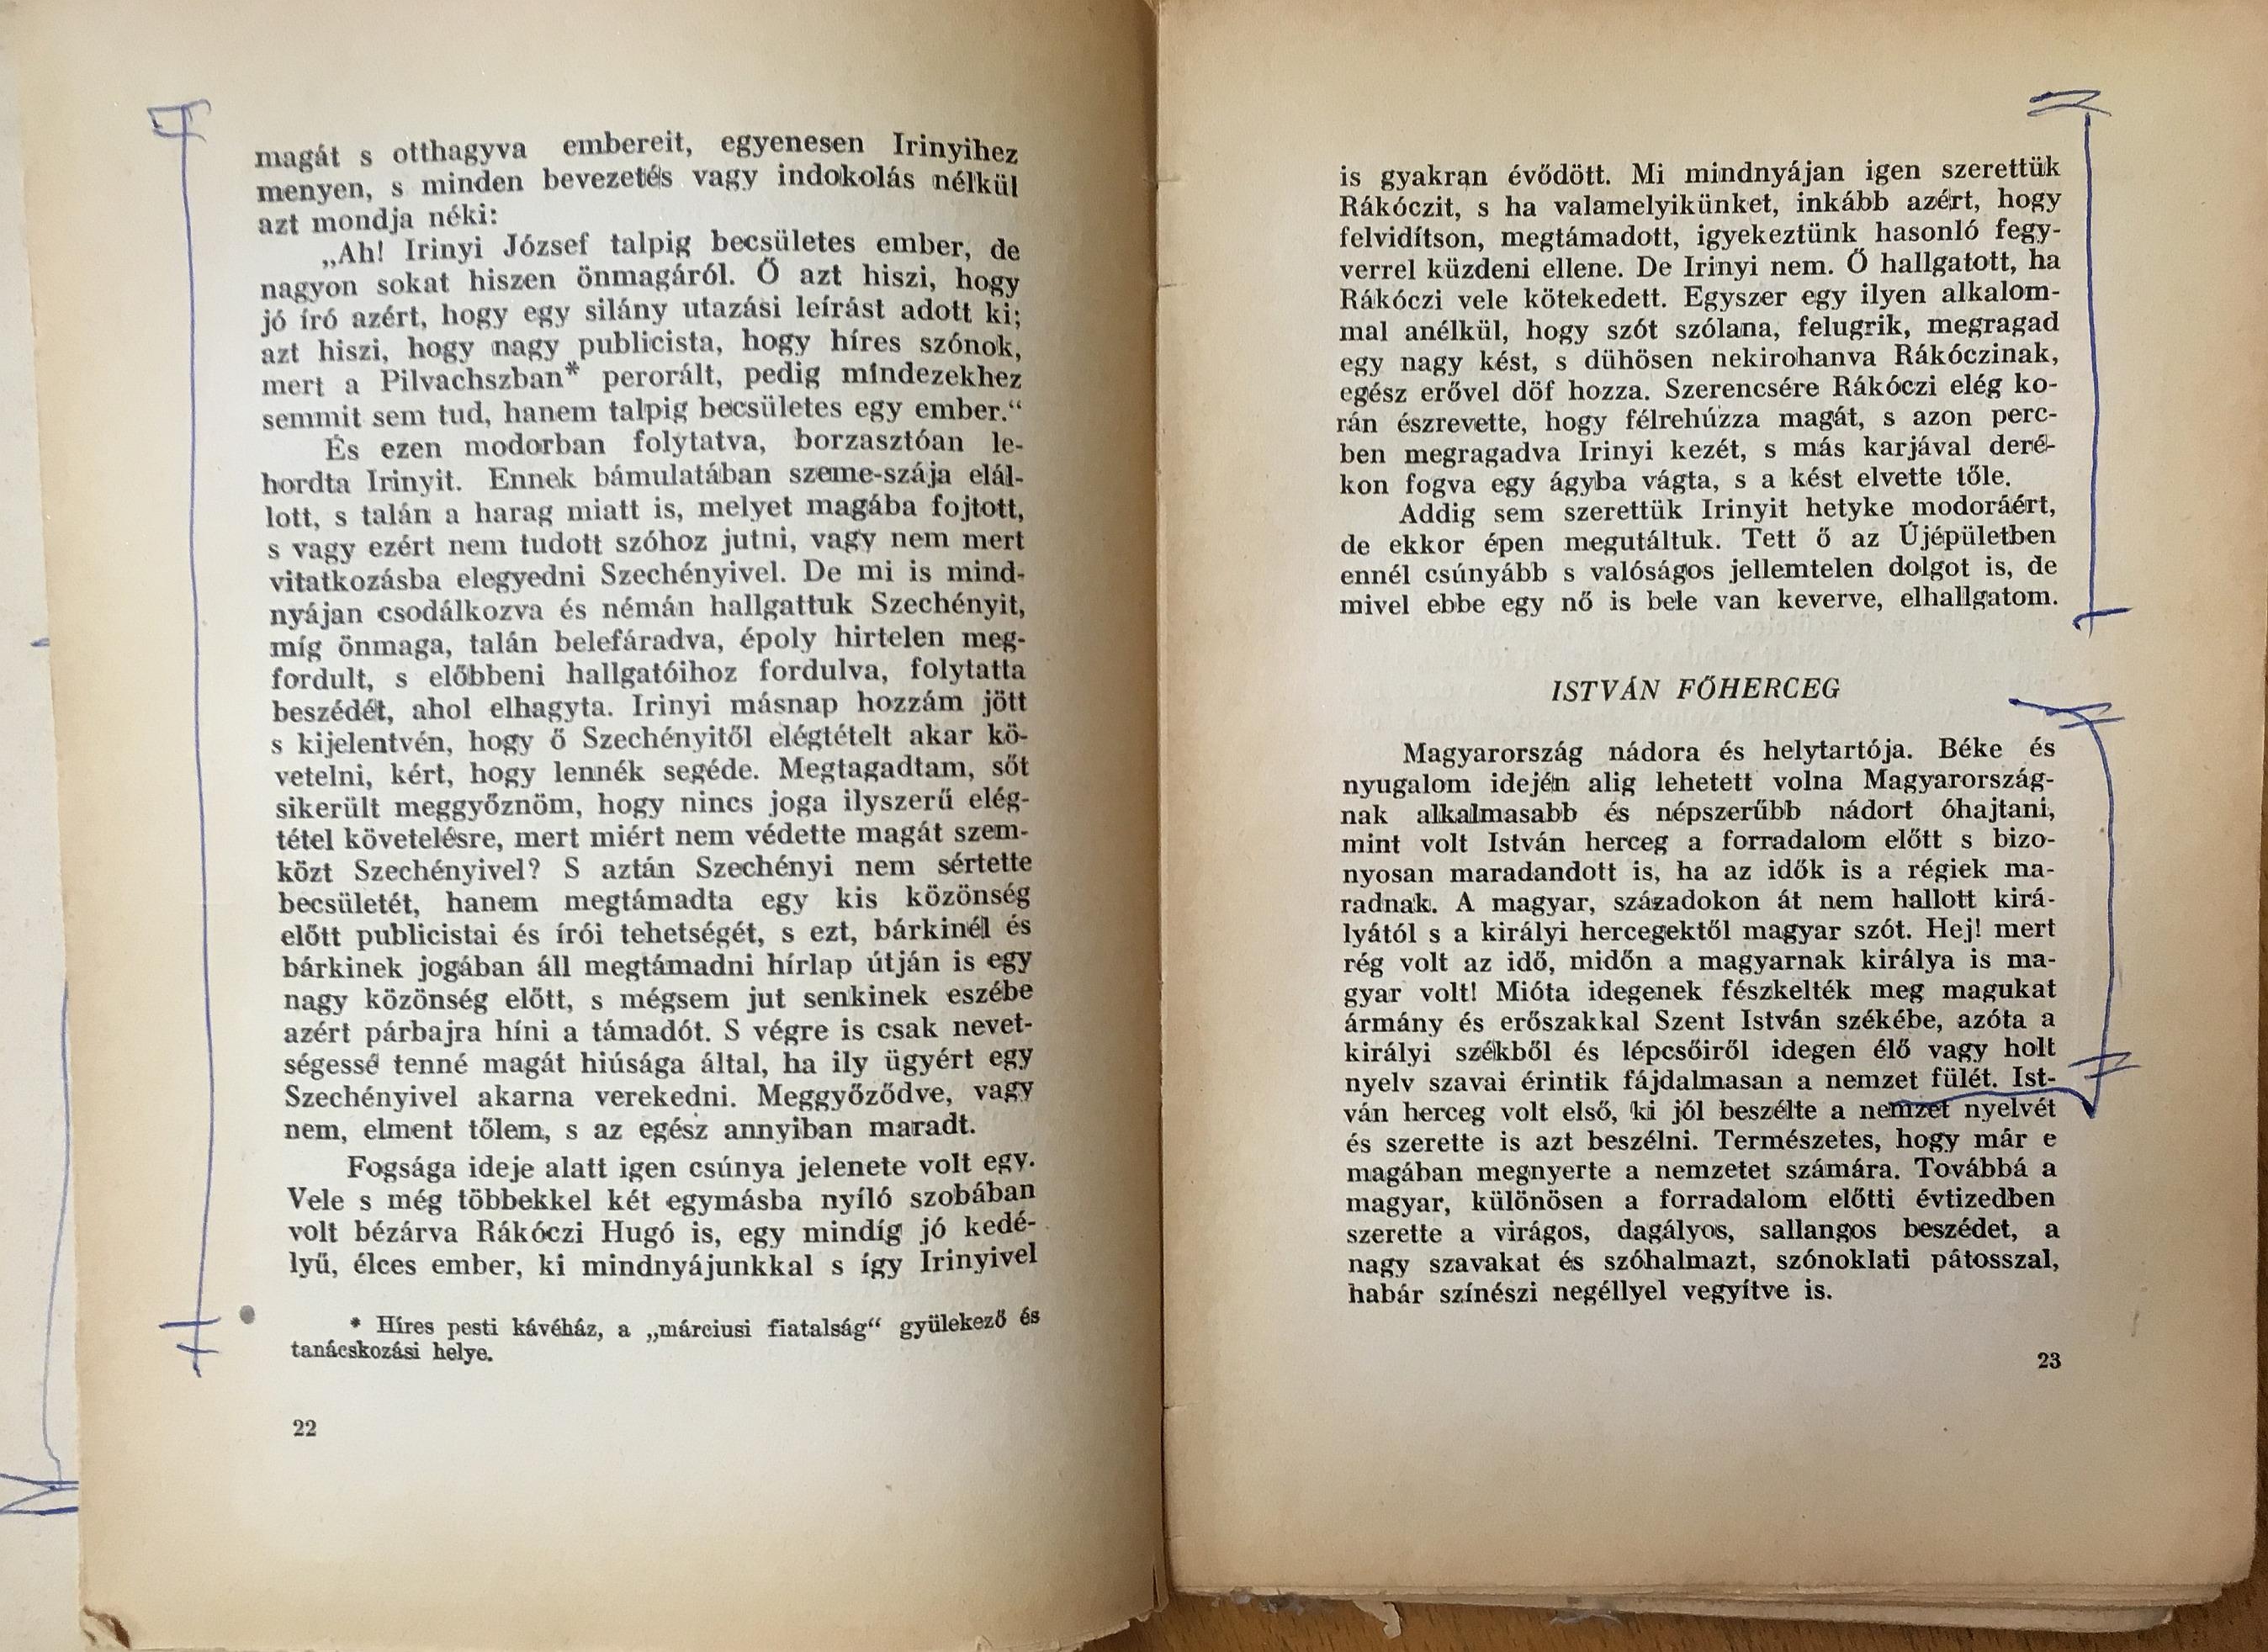 magát s otthagyva embereit, egyenesen Irinyihez
menyen, s minden bevezetés vagy indokolás nélkül
azt mondja néki:
„Ah! Irinyi József talpig becsületes ember, de
nagyon sokat hiszen önmagáról. Ő azt hiszi, hogy
jó író azért, hogy egy silány utazási leírást adott ki;
azt hiszi, hogy nagy publicista, hogy híres szónok,
mert a Pilvachszban* perorált, pedig mindezekhez
semmit sem tud, hanem talpig becsületes egy ember.“
És ezen modorban folytatva, borzasztóan le-
hordta Irinyit. Ennek bámulatában szeme-szája elál-
lott, s talán a harag miatt is, melyet magába fojtott,
s vagy ezért nem tudott szóhoz jutni, vagy nem mert
vitatkozásba elegyedni Szechényivel. De mi is mind-
nyájan csodálkozva és némán hallgattuk Szechényit,
míg önmaga, talán belefáradva, époly hirtelen meg-
fordult, s előbbeni hallgatóihoz fordulva, folytatta
beszédét, ahol elhagyta. Irinyi másnap hozzám jött
s kijelentvén, hogy ő Szechényitől elégtételt akar kö-
vetelni, kért, hogy lennék segéde. Megtagadtam, sőt
sikerült meggyőznöm, hogy nincs joga ilyszerű elég-
tétel követelésre, mert miért nem védette magát szem-
közt Szechényivel? S aztán Szechényi nem sértette
becsületét, hanem megtámadta egy kis közönség
előtt publicistai és írói tehetségét, s ezt, bárkinél és
bárkinek jogában áll megtámadni hírlap útján is egy
nagy közönség előtt, s mégsem jut senkinek eszébe
azért párbajra híni a támadót. S végre is csak nevet-
ségessé tenné magát hiúsága által, ha ily ügyért egy
Szechényivel akarna verekedni. Meggyőződve, vagy
nem, elment tőlem, s az egész annyiban maradt.
Fogsága ideje alatt igen csúnya jelenete volt egy.
Vele s még többekkel két egymásba nyíló szobában
volt bézárva Rákóczi Hugó is, egy mindíg jó kedé-
lyű, élces ember, ki mindnyájunkkal s így Irinyivel
* Híres pesti kávéház, a „márciusi fiatalság“ gyülekező és
tanácskozási helye.
22
is gyakran évődött. Mi mindnyájan igen szerettük
Rákóczit, s ha valamelyikünket, inkább azért, hogy
felvidítson, megtámadott, igyekeztünk hasonló fegy-
verrel küzdeni ellene. De Irinyi nem. Ő hallgatott, ha
Rákóczi vele kötekedett. Egyszer egy ilyen alkalom-
mal anélkül, hogy szót szólana, felugrik, megragad
egy nagy kést, s dühösen nekirohanva Rákóczinak,
egész erővel döf hozza. Szerencsére Rákóczi elég ko-
rán észrevette, hogy félrehúzza magát, s azon perc-
ben megragadva Irinyi kezét, s más karjával deré-
kon fogva egy ágyba vágta, s a kést elvette tőle.
Addig sem szerettük Irinyit hetyke modoráért,
de ekkor épen megutáltuk. Tett ő az Újépületben
ennél csúnyább s valóságos jellemtelen dolgot is, de
mivel ebbe egy nő is bele van keverve, elhallgatom.
ISTVÁN FŐHERCEG
Magyarország nádora és helytartója. Béke és
nyugalom idején alig lehetett volna Magyarország-
nak alkalmasabb és népszerűbb nádort óhajtani,
mint volt István herceg a forradalom előtt s bizo-
nyosan maradandott is, ha az idők is a régiek ma-
radnak. A magyar, századokon át nem hallott kirá-
lyától s a királyi hercegektől magyar szót. Hej! mert
rég volt az idő, midőn a magyarnak királya is ma-
gyar volt! Mióta idegenek fészkelték meg magukat
ármány és erőszakkal Szent István székébe, azóta a
királyi székből és lépcsőiről idegen élő vagy holt
nyelv szavai érintik fájdalmasan a nemzet fülét. Ist-
ván herceg volt első, ki jól beszélte a nemzet nyelvét
és szerette is azt beszélni. Természetes, hogy már e
magában megnyerte a nemzetet számára. Továbbá a
magyar, különösen a forradalom előtti évtizedben
szerette a virágos, dagályos, sallangos beszédet, a
nagy szavakat és szóhalmazt, szónoklati pátosszal,
habár színészi negéllyel vegyítve is.
23